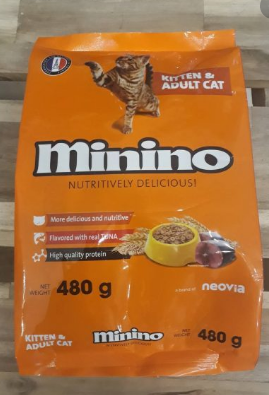 KITTEN &
ADULT CAT
Minino
NUTRITIVELY DELICIOUS!
More delicious and nutritive
Flavored with real TUNA
High quality protein
NET
WEIGHT
480 g
neovia
KITTEN &
ADULT CAT
Minino
480 g